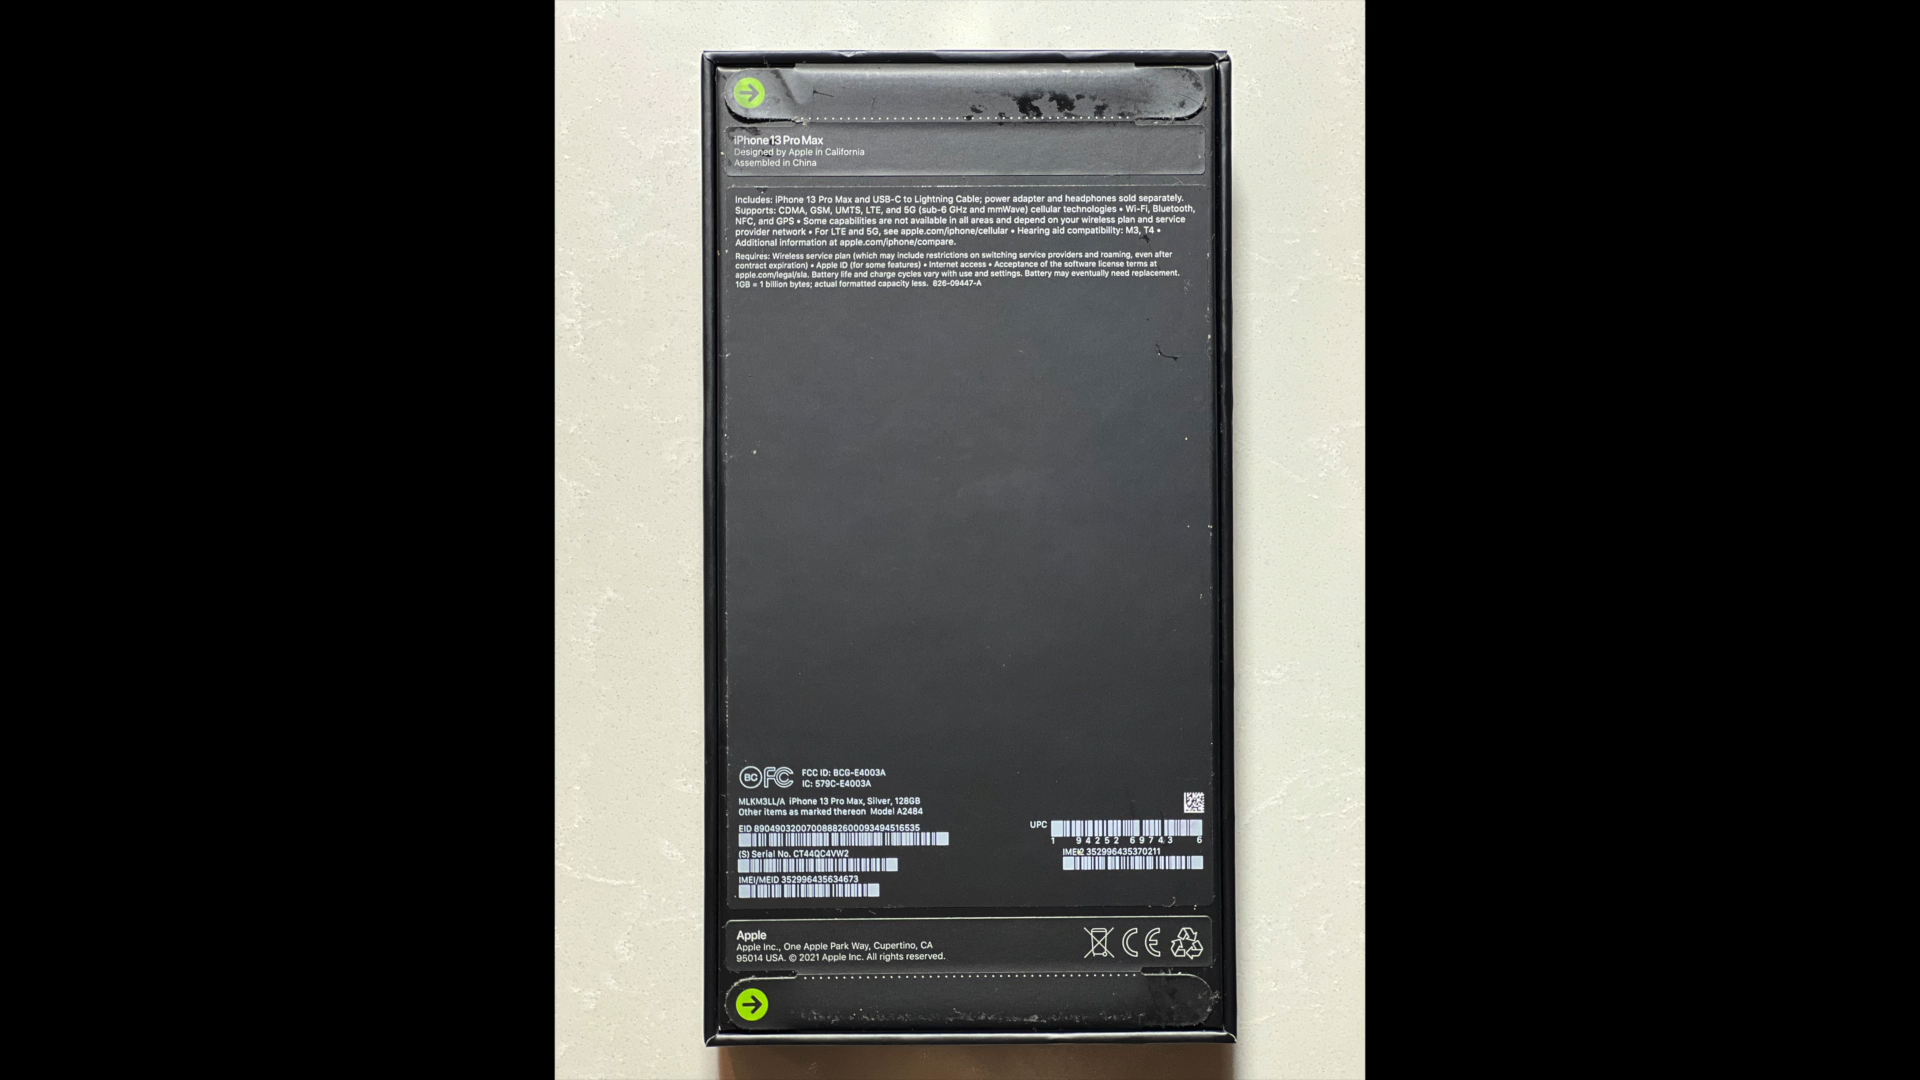 iPhone 13 Pro Max
Designed by Apple in California
Assembled in China
Includes: iPhone 13 Pro Max and USB-C to Lightning Cable; power adapter and headphones sold separately.
Supports: CDMA, GSM, UMTS, LTE, and 5G (sub-6 GHz and mmWave) cellular technologies • Wi-Fi, Bluetooth,
NFC, and GPS • Some capabilities are not available in all areas and depend on your wireless plan and service
provider network • For LTE and 5G, see apple.com/iphone/cellular • Hearing aid compatibility: M3, T4 •
Additional information at apple.com/iphone/compare.
Requires: Wireless service plan (which may include restrictions on switching service providers and roaming, even after
contract expiration) • Apple ID (for some features) • Internet access • Acceptance of the software license terms at
apple.com/legal/sla. Battery life and charge cycles vary with use and settings. Battery may eventually need replacement.
1GB = 1 billion bytes; actual formatted capacity less. 826-09447-A
BC FC FCC ID: BCG-E4003A
IC: 579C-E4003A
MLKM3LL/A iPhone 13 Pro Max, Silver, 128GB
Other items as marked thereon Model A2484
EID 89049032007008882600093494516535
(S) Serial No. CT44QC4VW2
IMEI/MEID 352996435634673
UPC
1 94252 69743 6
IMEI2 352996435370211
Apple
Apple Inc., One Apple Park Way, Cupertino, CA
95014 USA. © 2021 Apple Inc. All rights reserved.
CE